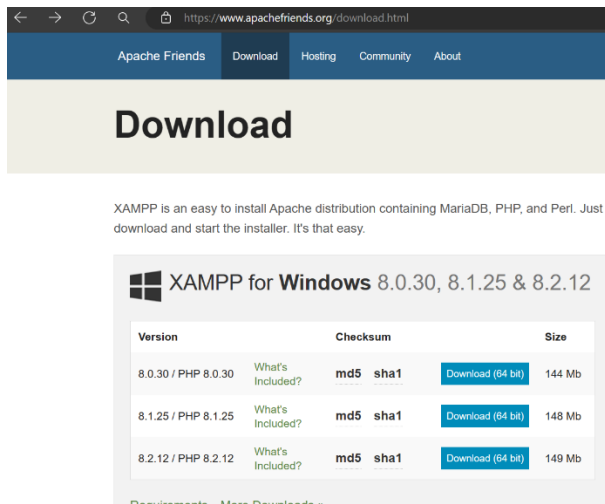 https://www.apachefriends.org/download.html
Apache Friends Download Hosting Community About
Download
XAMPP is an easy to install Apache distribution containing MariaDB, PHP, and Perl. Just
download and start the installer. It's that easy.
XAMPP for Windows 8.0.30, 8.1.25 & 8.2.12
Version Checksum Size
8.0.30 / PHP 8.0.30 What's Included? md5 sha1 Download (64 bit) 144 Mb
8.1.25 / PHP 8.1.25 What's Included? md5 sha1 Download (64 bit) 148 Mb
8.2.12 / PHP 8.2.12 What's Included? md5 sha1 Download (64 bit) 149 Mb
Requirements More Downloads »